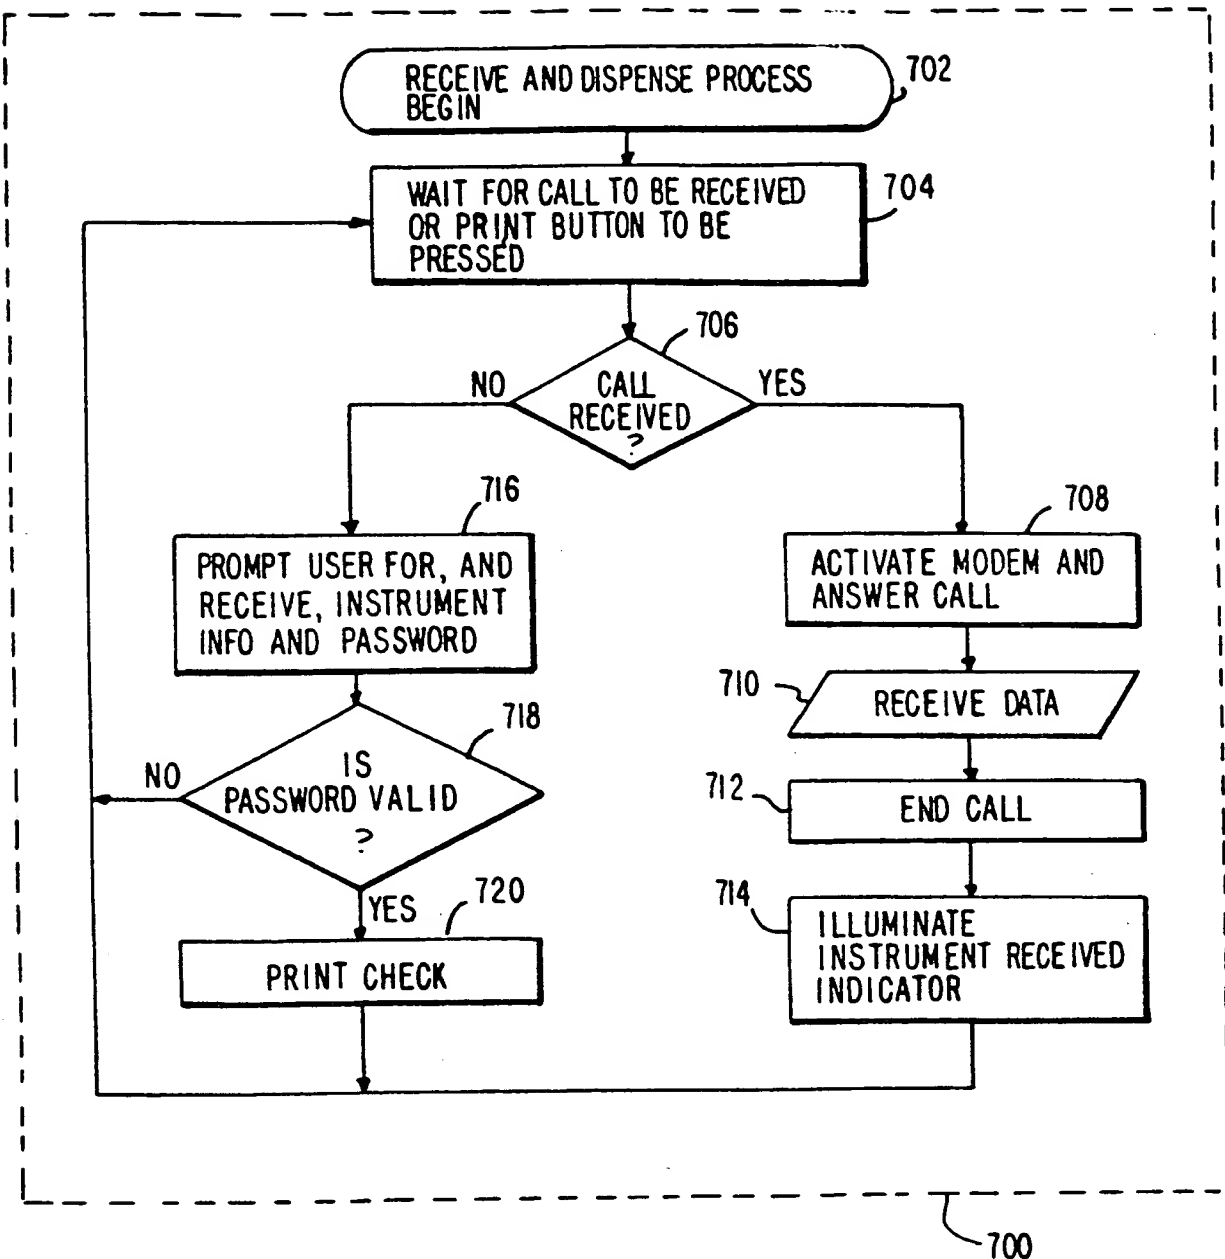 RECEIVE AND DISPENSE PROCESS
BEGIN
702
WAIT FOR CALL TO BE RECEIVED
OR PRINT BUTTON TO BE
PRESSED
704
706
NO
CALL
RECEIVED
?
YES
716
PROMPT USER FOR, AND
RECEIVE, INSTRUMENT
INFO AND PASSWORD
708
ACTIVATE MODEM AND
ANSWER CALL
710
RECEIVE DATA
718
NO
IS
PASSWORD VALID
?
712
END CALL
YES
720
PRINT CHECK
714
ILLUMINATE
INSTRUMENT RECEIVED
INDICATOR
700